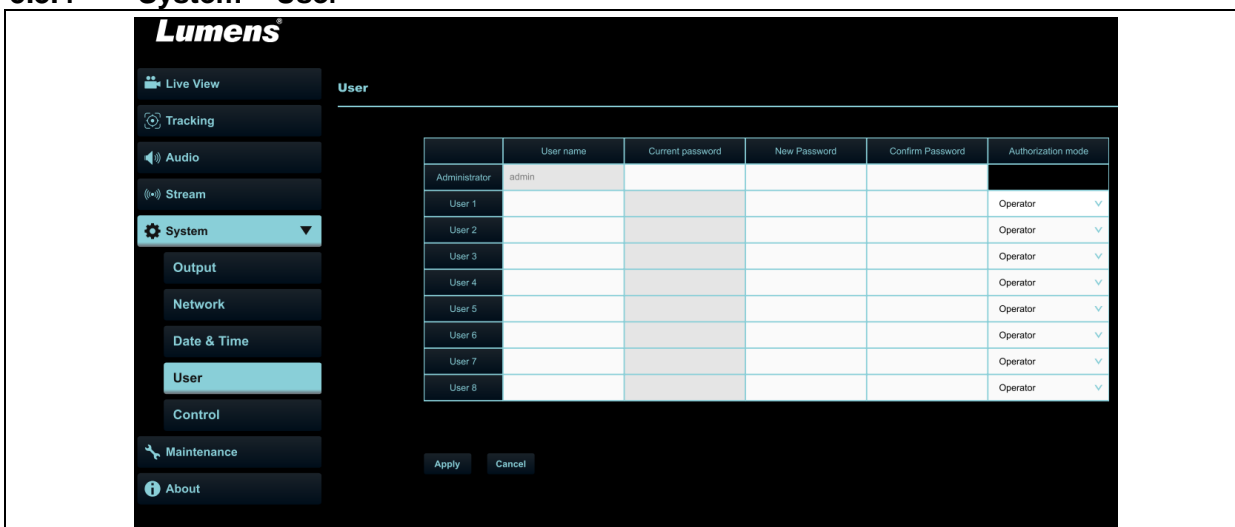 Lumens®
Live View
Tracking
Audio
Stream
System
Output
Network
Date & Time
User
Control
Maintenance
About
User
User name Current password New Password Confirm Password Authorization mode
Administrator admin
User 1 Operator
User 2 Operator
User 3 Operator
User 4 Operator
User 5 Operator
User 6 Operator
User 7 Operator
User 8 Operator
Apply Cancel